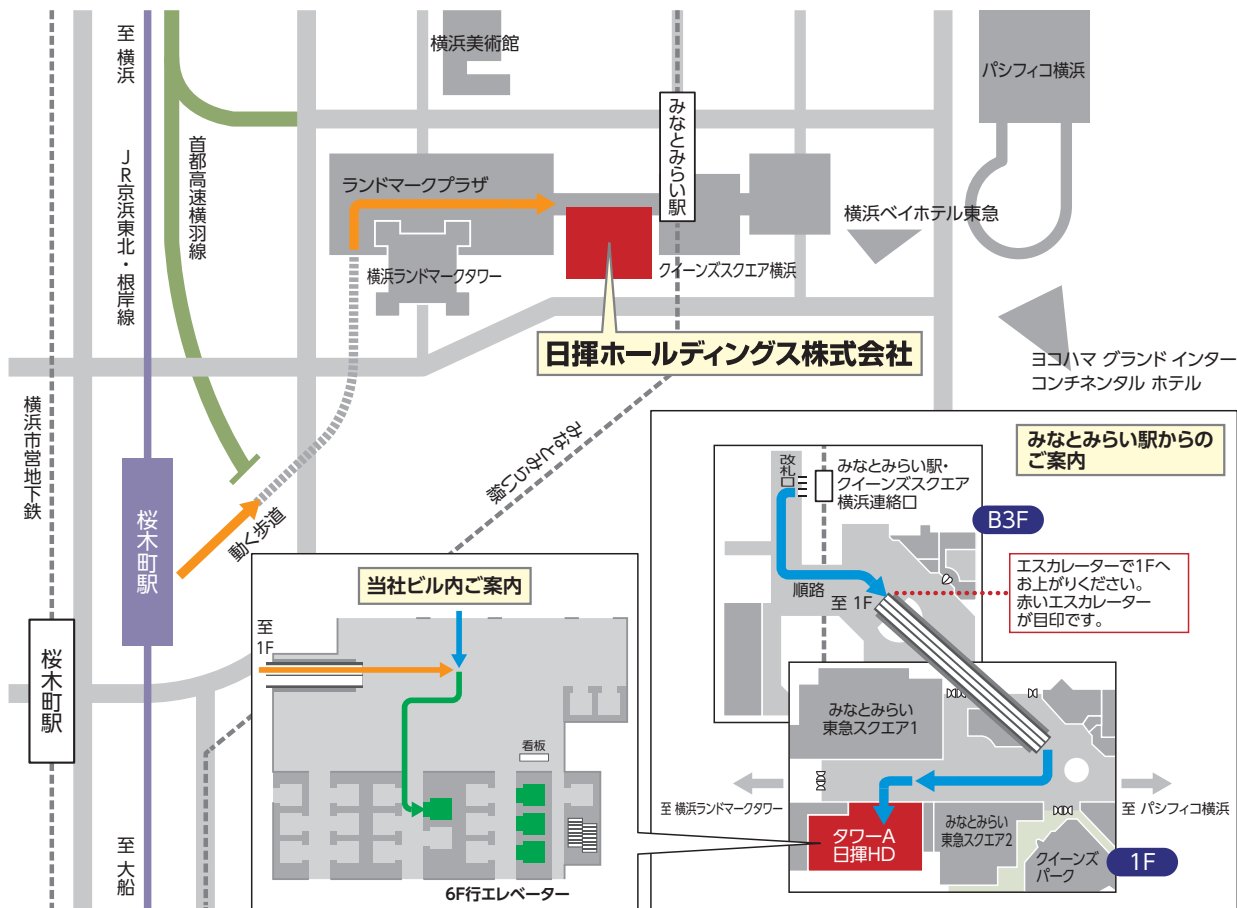 至 横浜
JR京浜東北・根岸線
首都高速横羽線
横浜美術館
みなとみらい駅
パシフィコ横浜
ランドマークプラザ
横浜ランドマークタワー
クイーンズスクエア横浜
横浜ベイホテル東急
日揮ホールディングス株式会社
ヨコハマ グランド インター
コンチネンタル ホテル
横浜市営地下鉄
桜木町駅
桜木町駅
動く歩道
みなとみらい線
至 大船
当社ビル内ご案内
至
1F
看板
6F行エレベーター
みなとみらい駅からの
ご案内
改札口
みなとみらい駅・
クイーンズスクエア
横浜連絡口
B3F
順路
至 1F
エスカレーターで1Fへ
お上がりください。
赤いエスカレーター
が目印です。
みなとみらい
東急スクエア1
至 横浜ランドマークタワー
至 パシフィコ横浜
タワーA
日揮HD
みなとみらい
東急スクエア2
クイーンズ
パーク
1F